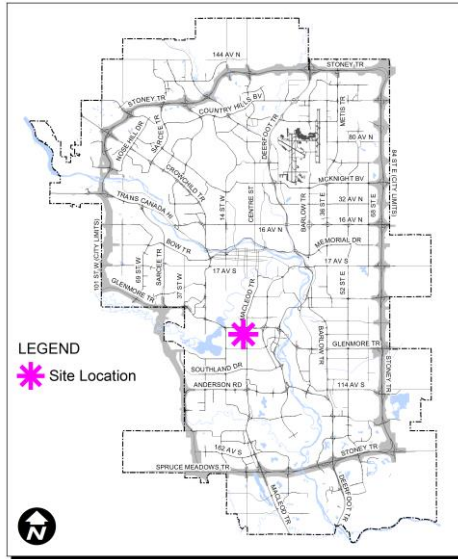 144 AV N
STONEY TR
STONEY TR
COUNTRY HILLS BV
METIS TR
NOSE HILL DR
SARCEE TR
DEERFOOT TR
80 AV N
CROWCHILD TR
84 ST E (CITY LIMITS)
MCKNIGHT BV
14 ST W
CENTRE ST
BARLOW TR
36 ST E
32 AV N
68 ST E
TRANS CANADA HI
16 AV N
16 AV N
101 ST W (CITY LIMITS)
BOW TR
MEMORIAL DR
69 ST W
SARCEE TR
17 AV S
17 AV S
37 ST W
MACLEOD TR
52 ST E
GLENMORE TR
BARLOW TR
GLENMORE TR
STONEY TR
LEGEND
Site Location
SOUTHLAND DR
ANDERSON RD
114 AV S
162 AV S
STONEY TR
SPRUCE MEADOWS TR
MACLEOD TR
DEERFOOT TR
N